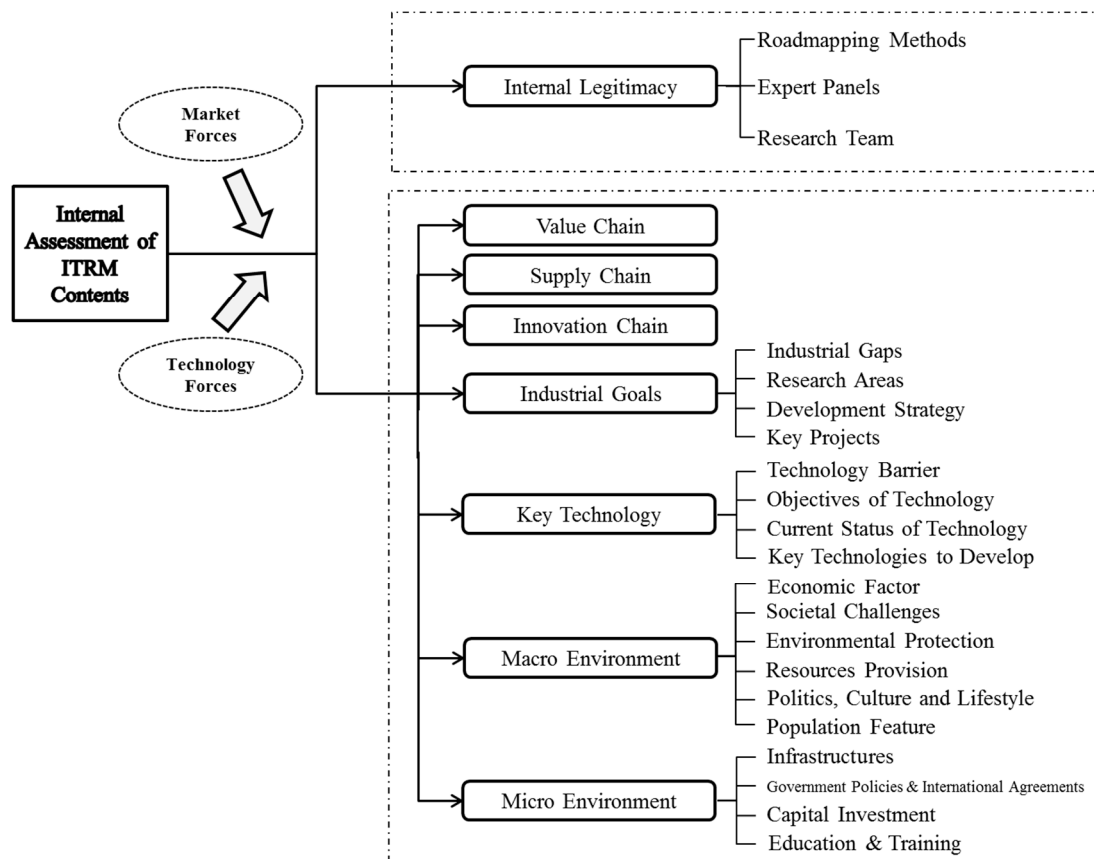 Market
Forces
Internal
Assessment of
ITRM
Contents
Technology
Forces
Internal Legitimacy
Roadmapping Methods
Expert Panels
Research Team
Value Chain
Supply Chain
Innovation Chain
Industrial Goals
Industrial Gaps
Research Areas
Development Strategy
Key Projects
Key Technology
Technology Barrier
Objectives of Technology
Current Status of Technology
Key Technologies to Develop
Macro Environment
Economic Factor
Societal Challenges
Environmental Protection
Resources Provision
Politics, Culture and Lifestyle
Population Feature
Micro Environment
Infrastructures
Government Policies & International Agreements
Capital Investment
Education & Training